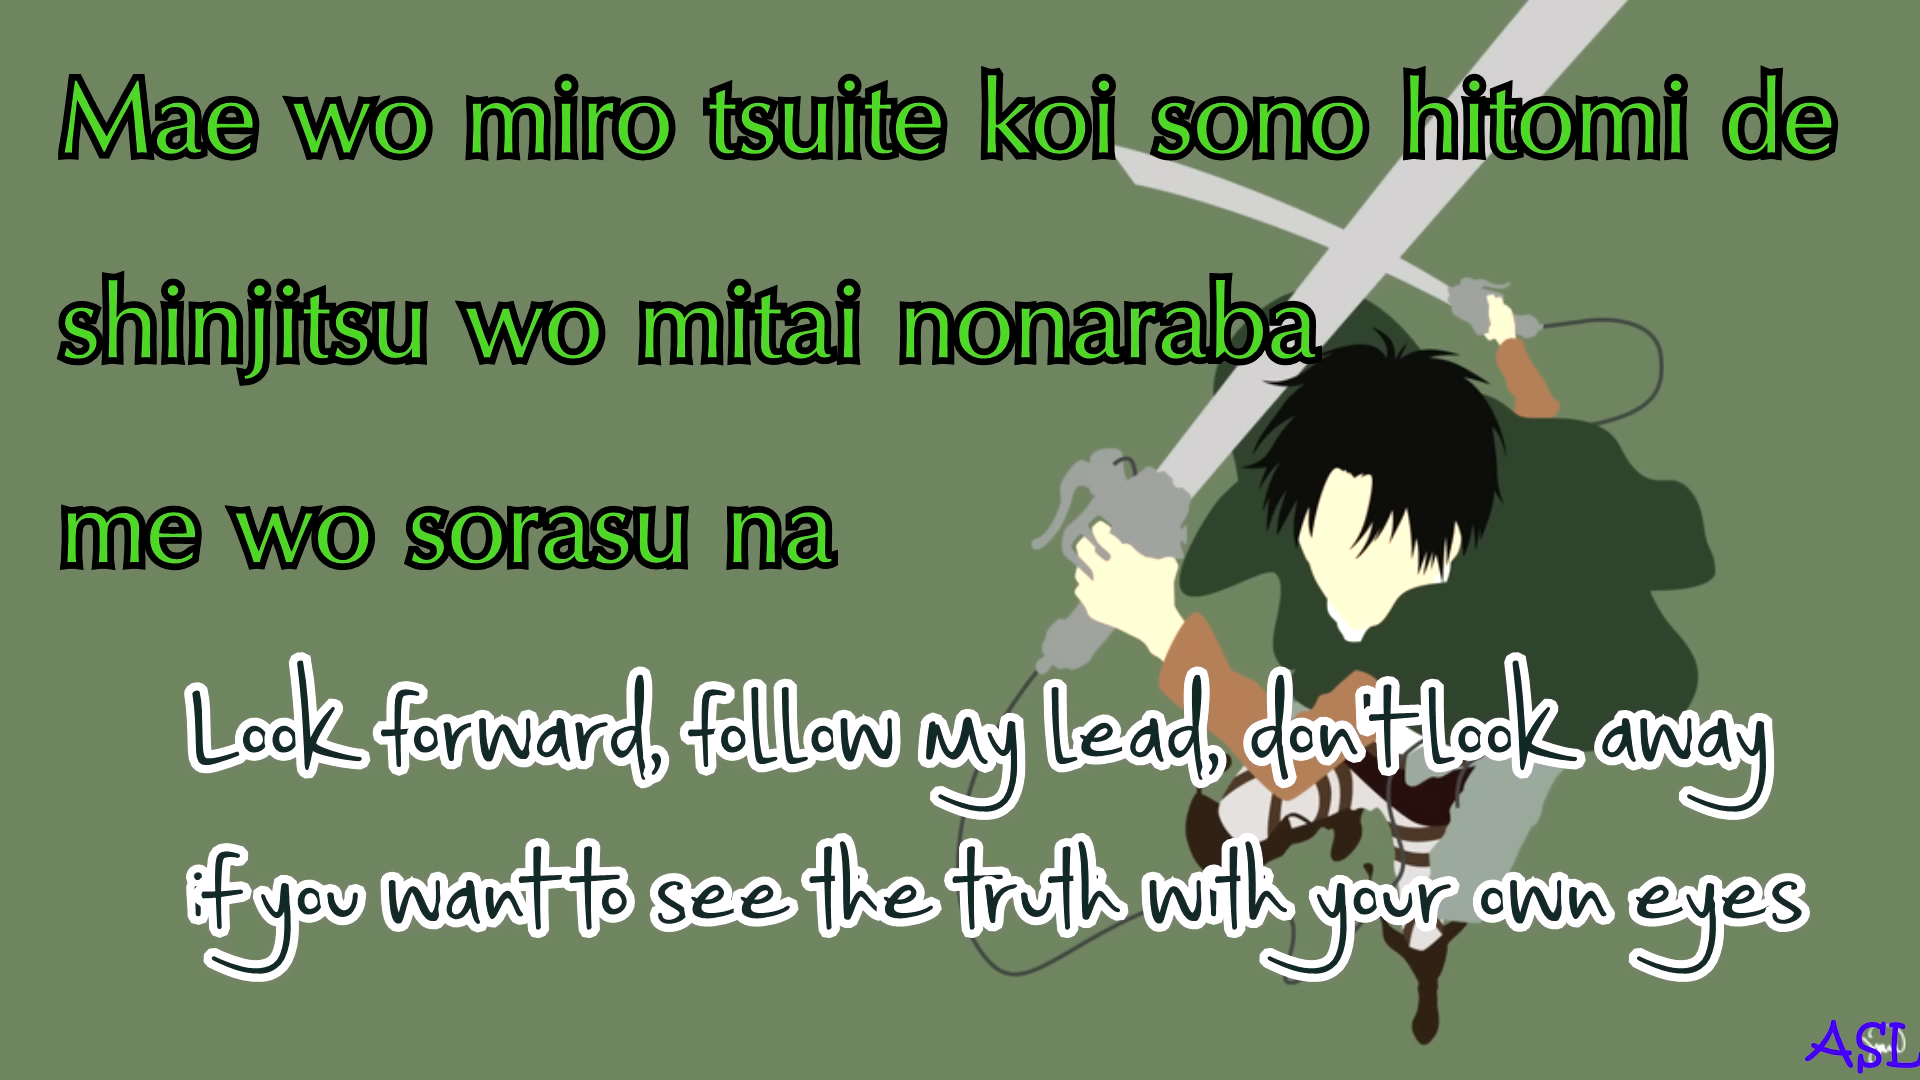 Mae wo miro tsuite koi sono hitomi de
shinjitsu wo mitai nonaraba
me wo sorasu na
Look forward, follow my lead, don't look away
if you want to see the truth with your own eyes
ASL